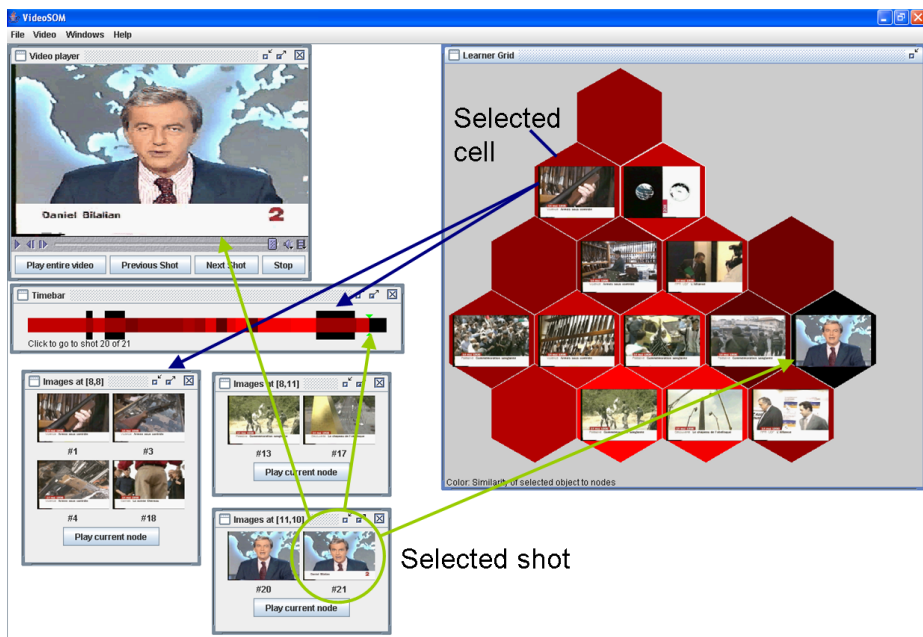 VideoSOM
File Video Windows Help
Video player
Daniel Bilalian
2
Play entire video Previous Shot Next Shot Stop
Timebar
Click to go to shot 20 of 21
Images at [8,8]
#1 #3
#4 #18
Play current node
Images at [8,11]
#13 #17
Play current node
Images at [11,10]
#20 #21
Play current node
Selected shot
Learner Grid
Selected
cell
Color: Similarity of selected object to nodes